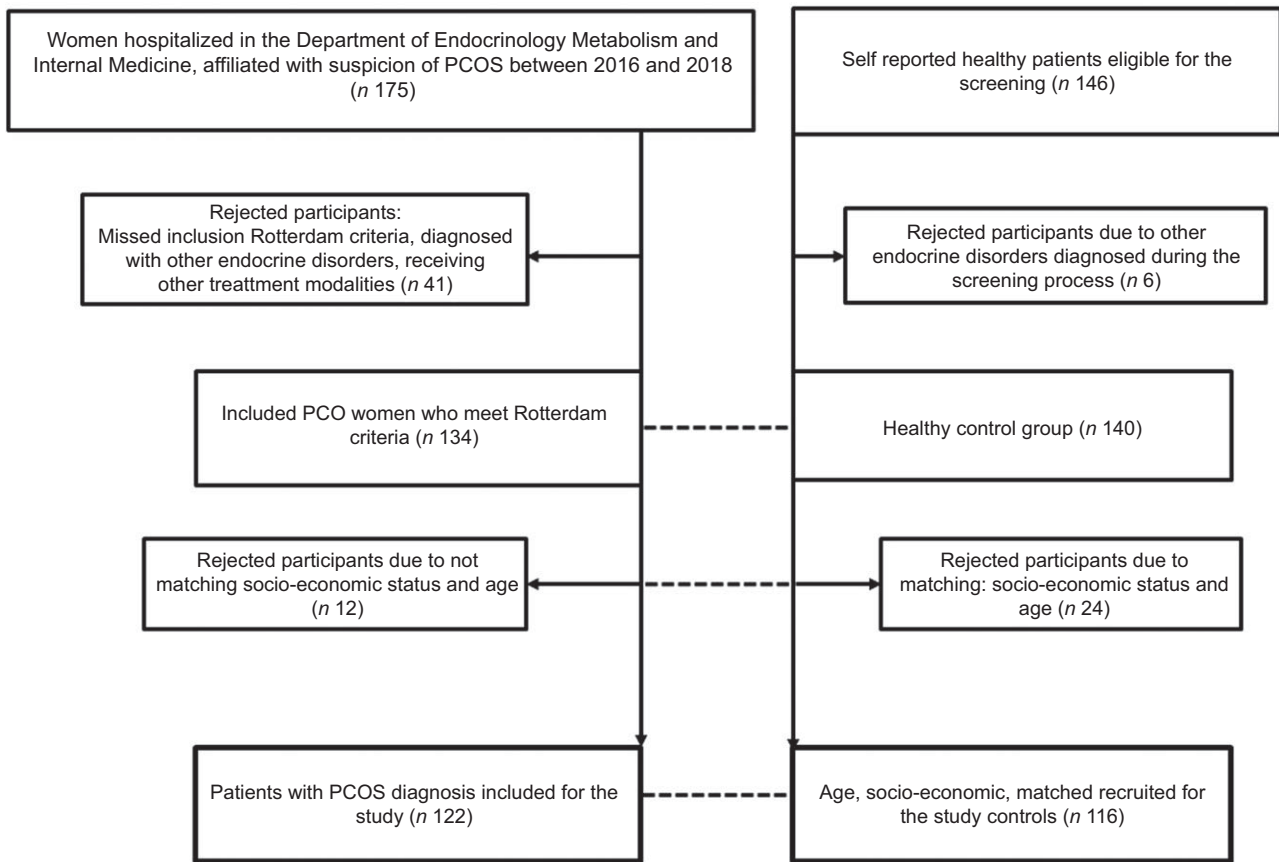 Women hospitalized in the Department of Endocrinology Metabolism and
Internal Medicine, affiliated with suspicion of PCOS between 2016 and 2018
(n 175)
Self reported healthy patients eligible for the
screening (n 146)
Rejected participants:
Missed inclusion Rotterdam criteria, diagnosed
with other endocrine disorders, receiving
other treattment modalities (n 41)
Rejected participants due to other
endocrine disorders diagnosed during the
screening process (n 6)
Included PCO women who meet Rotterdam
criteria (n 134)
Healthy control group (n 140)
Rejected participants due to not
matching socio-economic status and age
(n 12)
Rejected participants due to
matching: socio-economic status and
age (n 24)
Patients with PCOS diagnosis included for the
study (n 122)
Age, socio-economic, matched recruited for
the study controls (n 116)